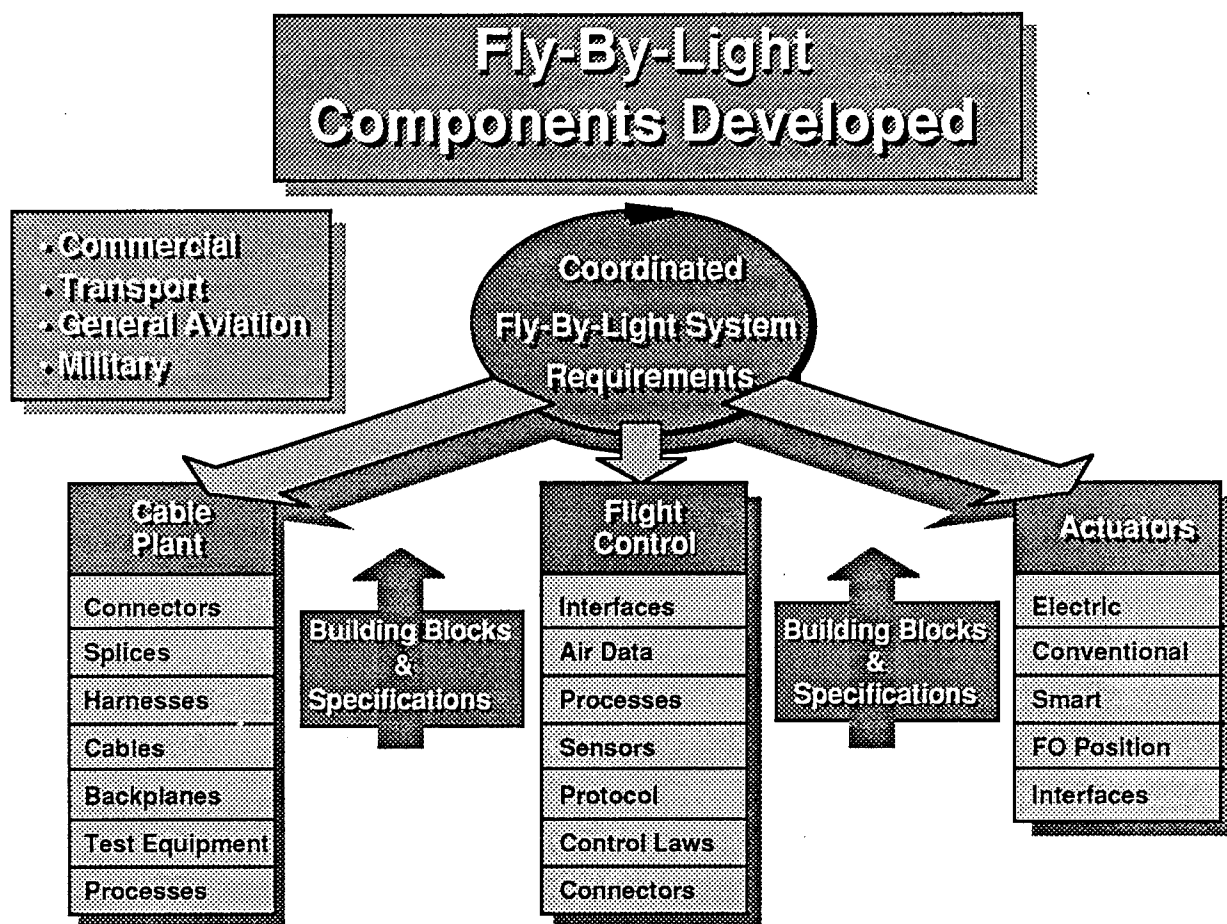 Fly-By-Light
Components Developed
• Commercial
• Transport
• General Aviation
• Military
Coordinated
Fly-By-Light System
Requirements
Cable
Plant
Connectors
Splices
Harnesses
Cables
Backplanes
Test Equipment
Processes
Building Blocks
&
Specifications
Flight
Control
Interfaces
Air Data
Processes
Sensors
Protocol
Control Laws
Connectors
Building Blocks
&
Specifications
Actuators
Electric
Conventional
Smart
FO Position
Interfaces